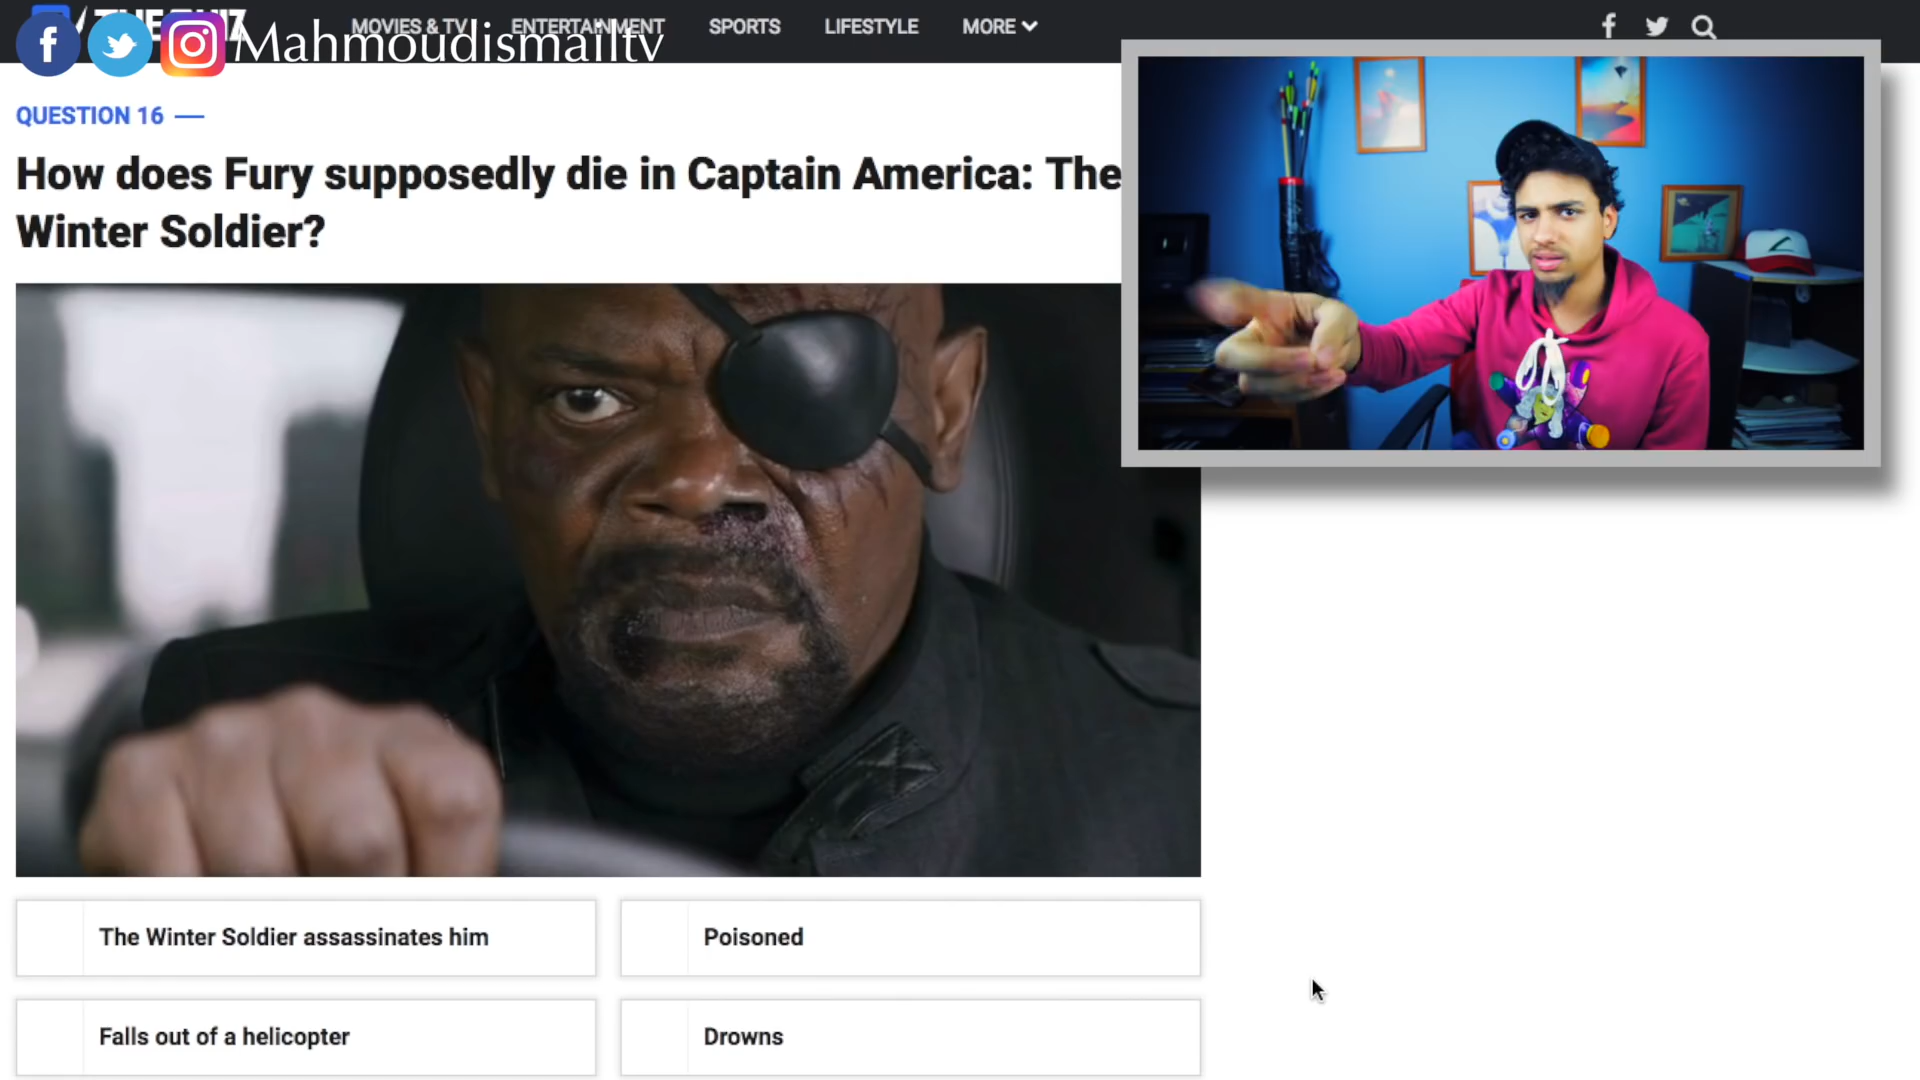 MOVIES & TV ENTERTAINMENT SPORTS LIFESTYLE MORE
Mahmoudismailtv
QUESTION 16 —
How does Fury supposedly die in Captain America: The
Winter Soldier?
The Winter Soldier assassinates him
Poisoned
Falls out of a helicopter
Drowns